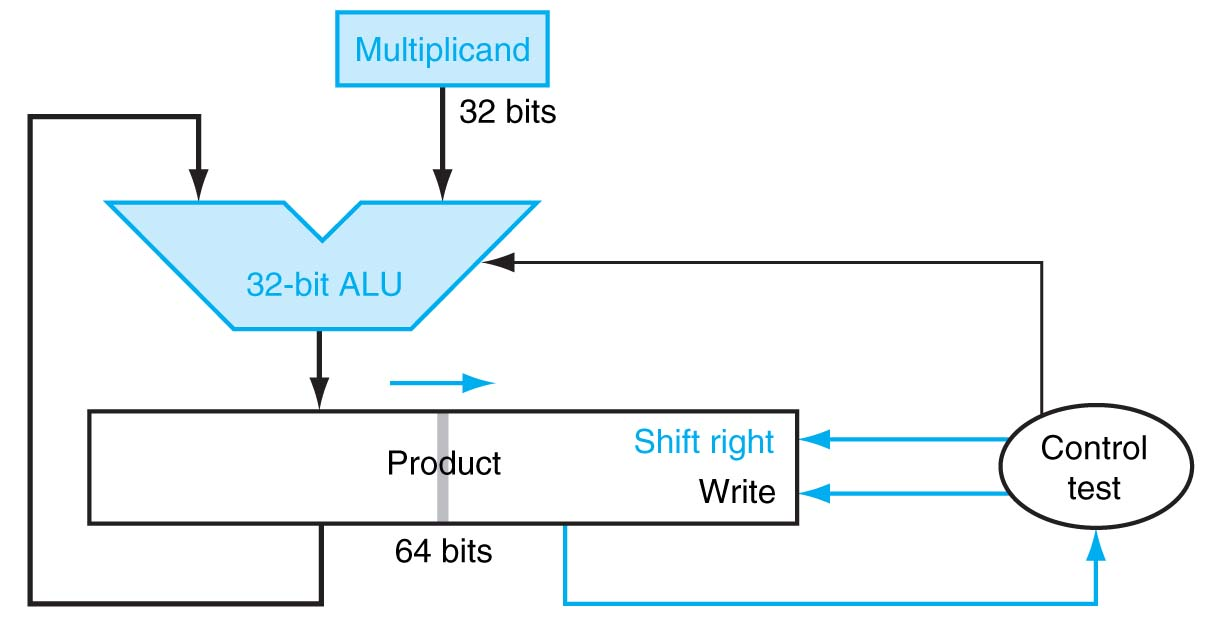 Multiplicand
32 bits
32-bit ALU
Product
Shift right
Write
64 bits
Control
test